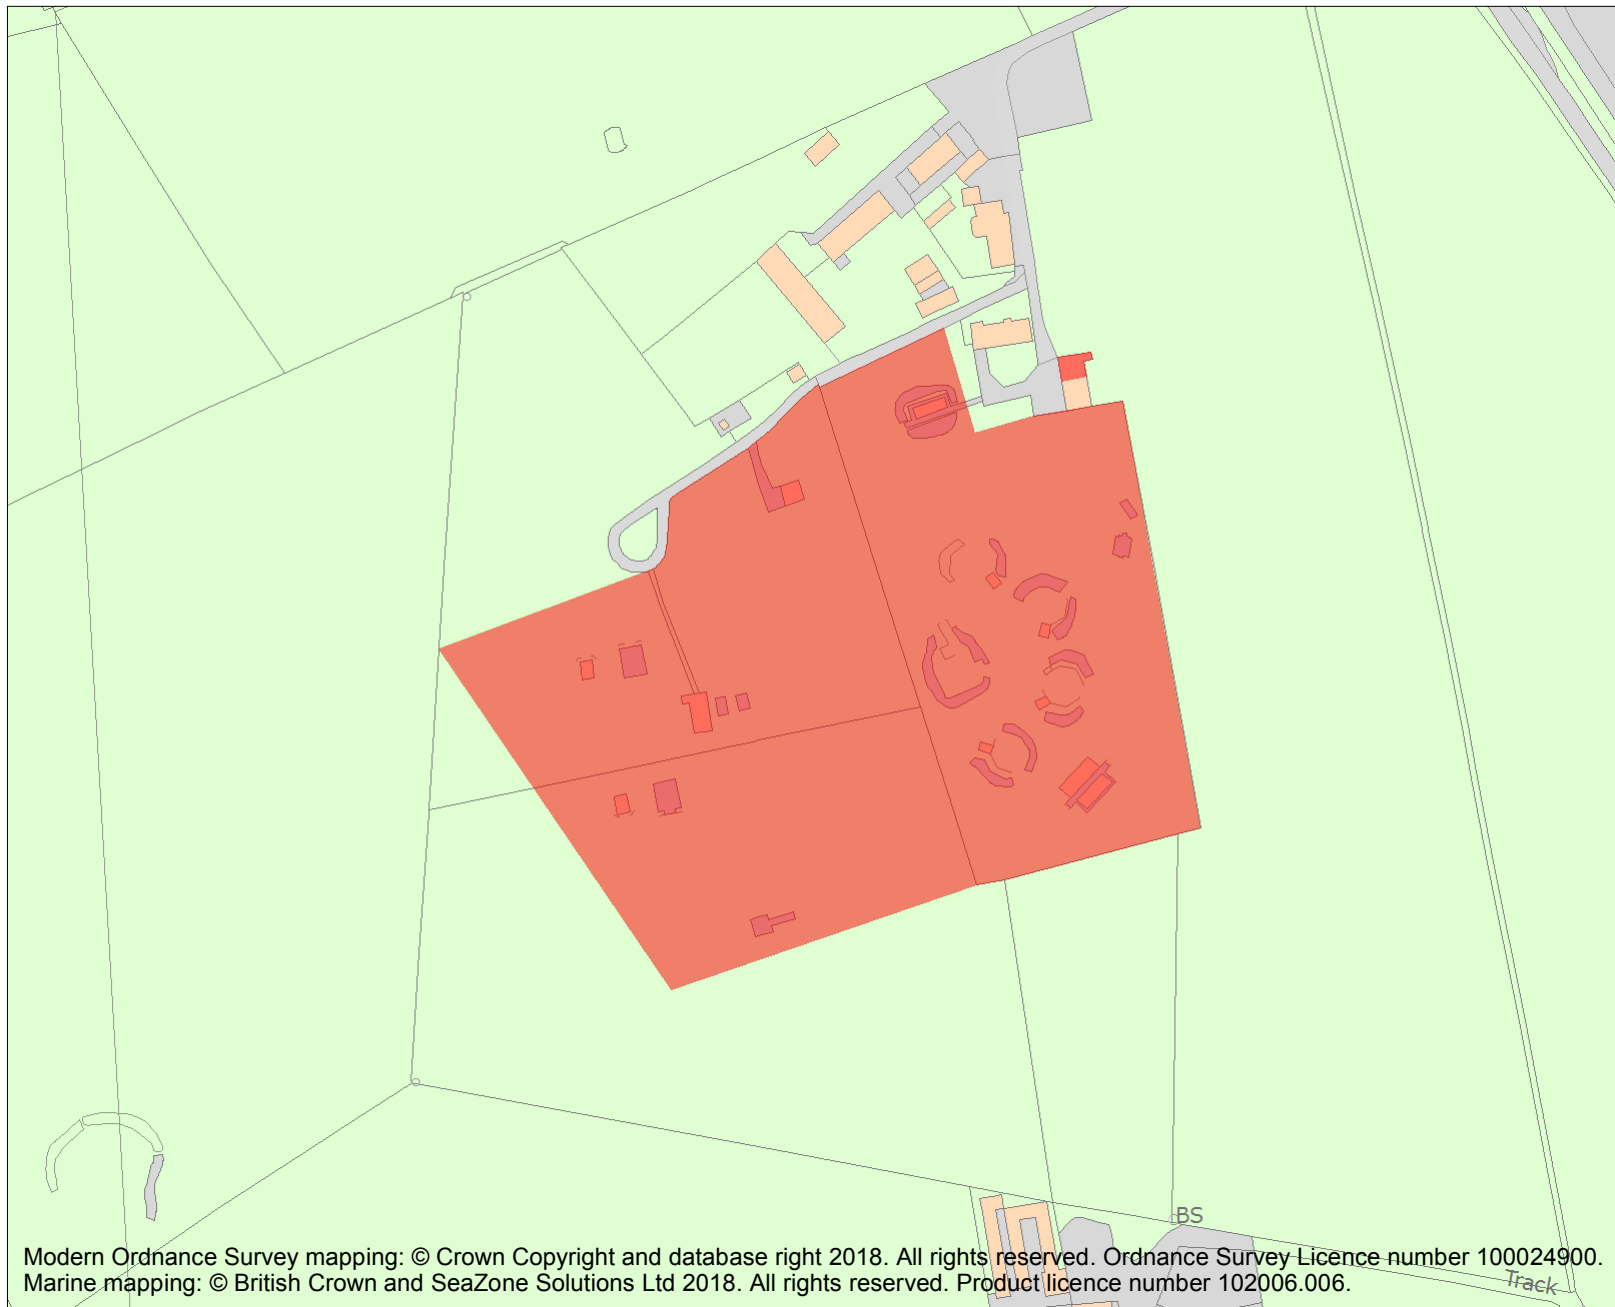 BS
Modern Ordnance Survey mapping: © Crown Copyright and database right 2018. All rights reserved. Ordnance Survey Licence number 100024900.
Marine mapping: © British Crown and SeaZone Solutions Ltd 2018. All rights reserved. Product licence number 102006.006.
Track